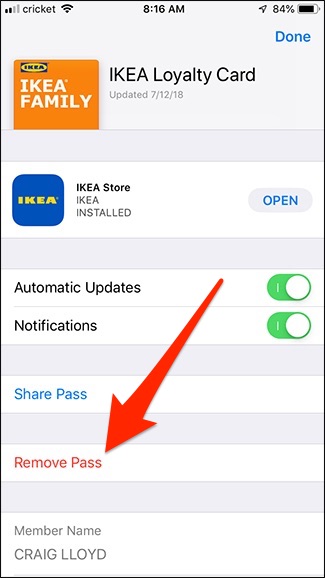 cricket 8:16 AM 84%
Done
IKEA
IKEA
FAMILY
IKEA Loyalty Card
Updated 7/12/18
IKEA
IKEA Store
IKEA
INSTALLED
OPEN
Automatic Updates
Notifications
Share Pass
Remove Pass
Member Name
CRAIG LLOYD